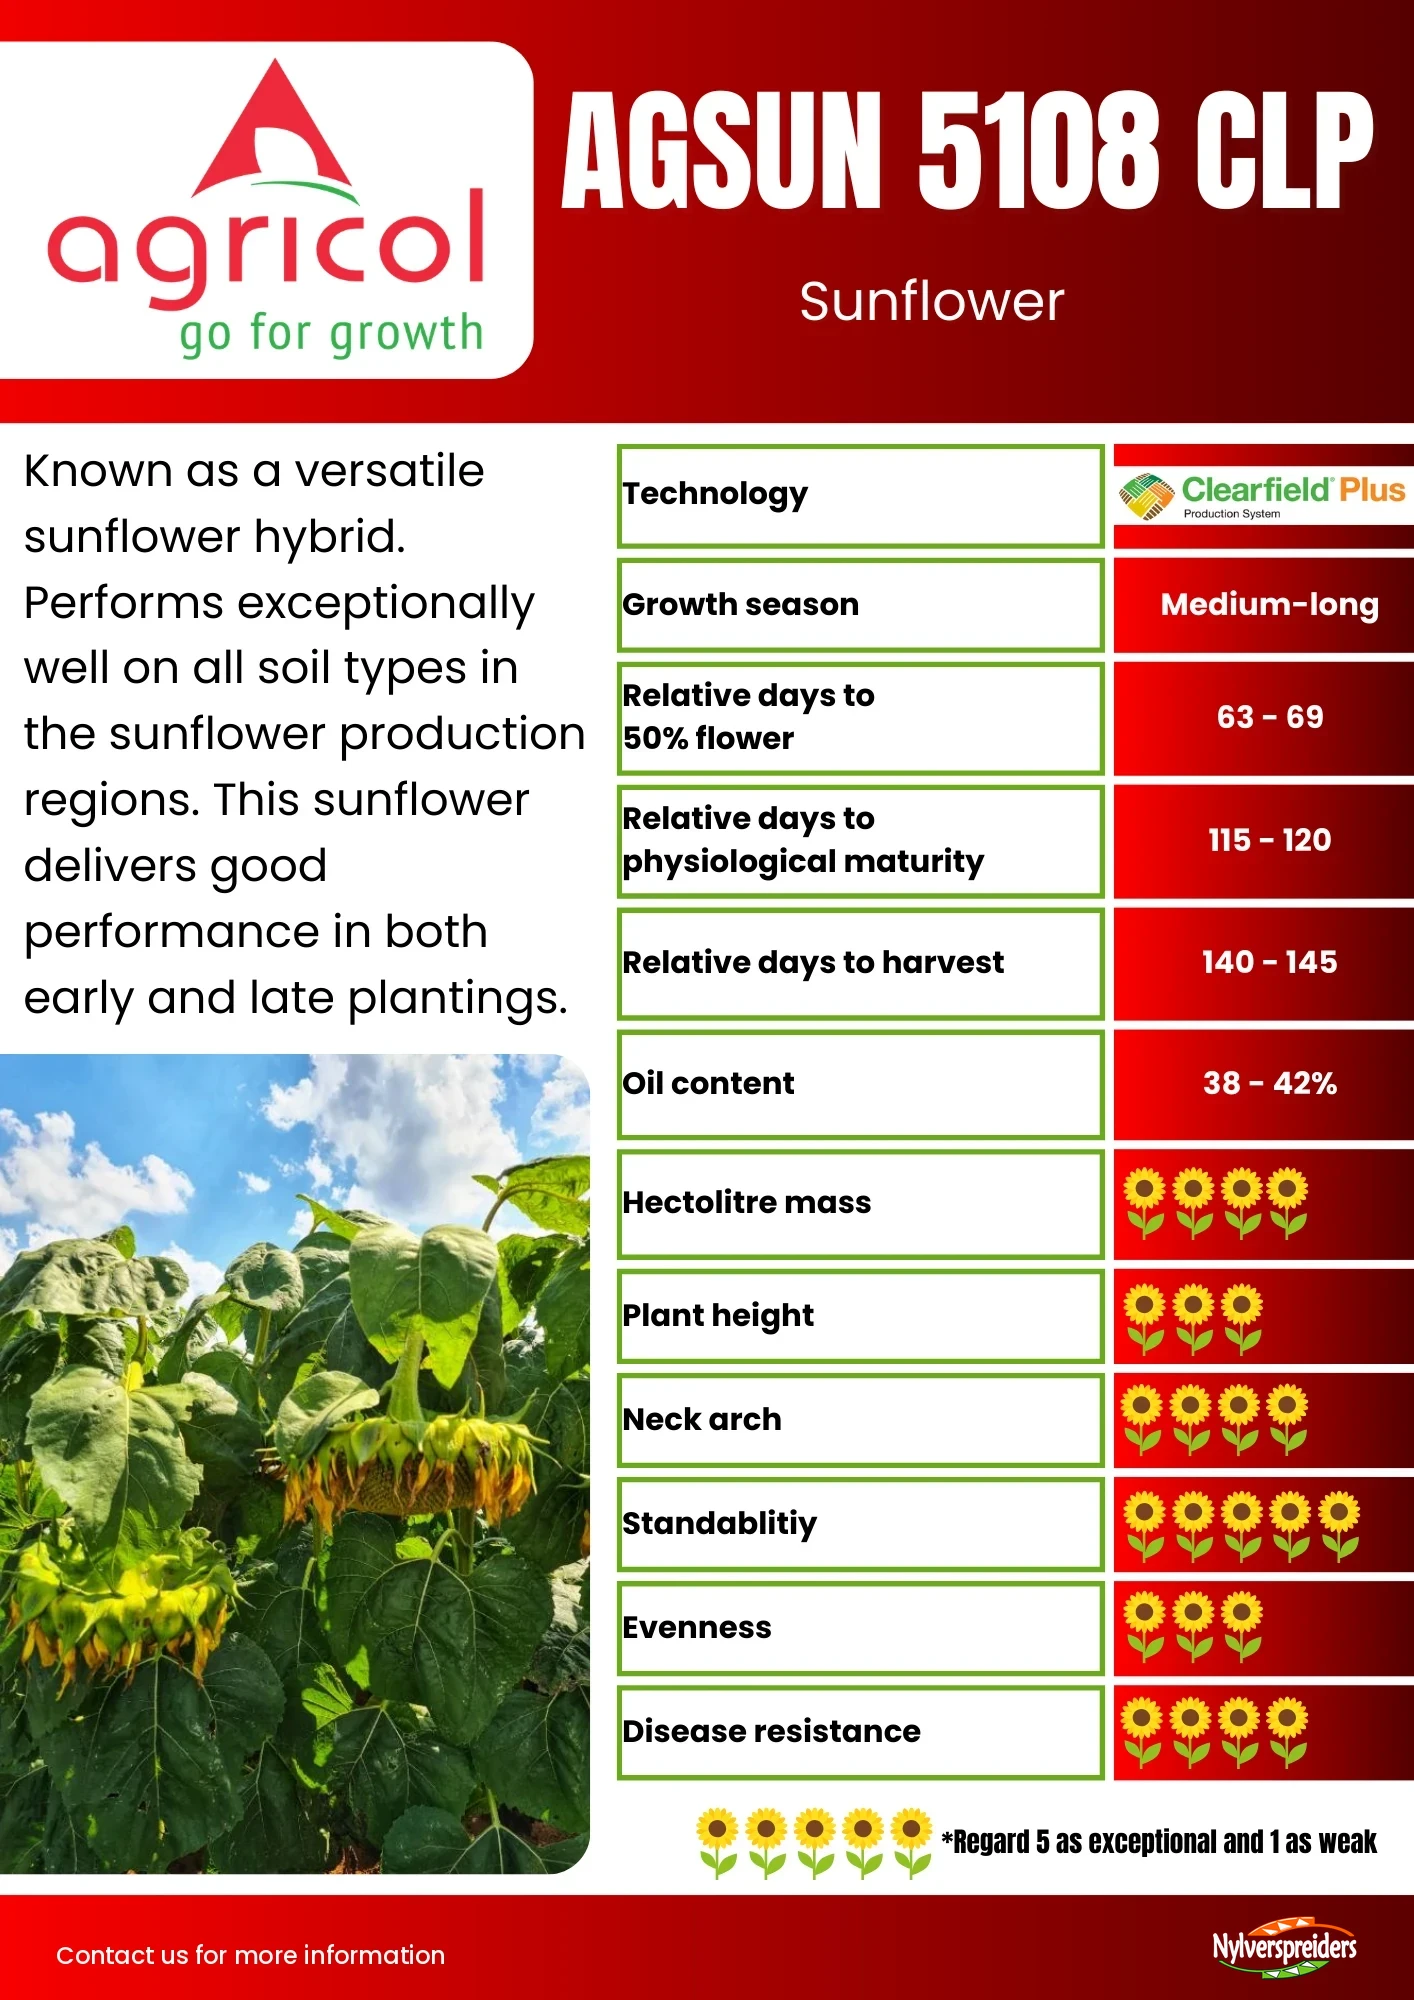 agricol
go for growth
AGSUN 5108 CLP
Sunflower
Known as a versatile
sunflower hybrid.
Performs exceptionally
well on all soil types in
the sunflower production
regions. This sunflower
delivers good
performance in both
early and late plantings.
Technology
Clearfield® Plus
Production System
Growth season
Medium-long
Relative days to
50% flower
63 - 69
Relative days to
physiological maturity
115 - 120
Relative days to harvest
140 - 145
Oil content
38 - 42%
Hectolitre mass
Plant height
Neck arch
Standablitiy
Evenness
Disease resistance
*Regard 5 as exceptional and 1 as weak
Contact us for more information
Nylverspreiders